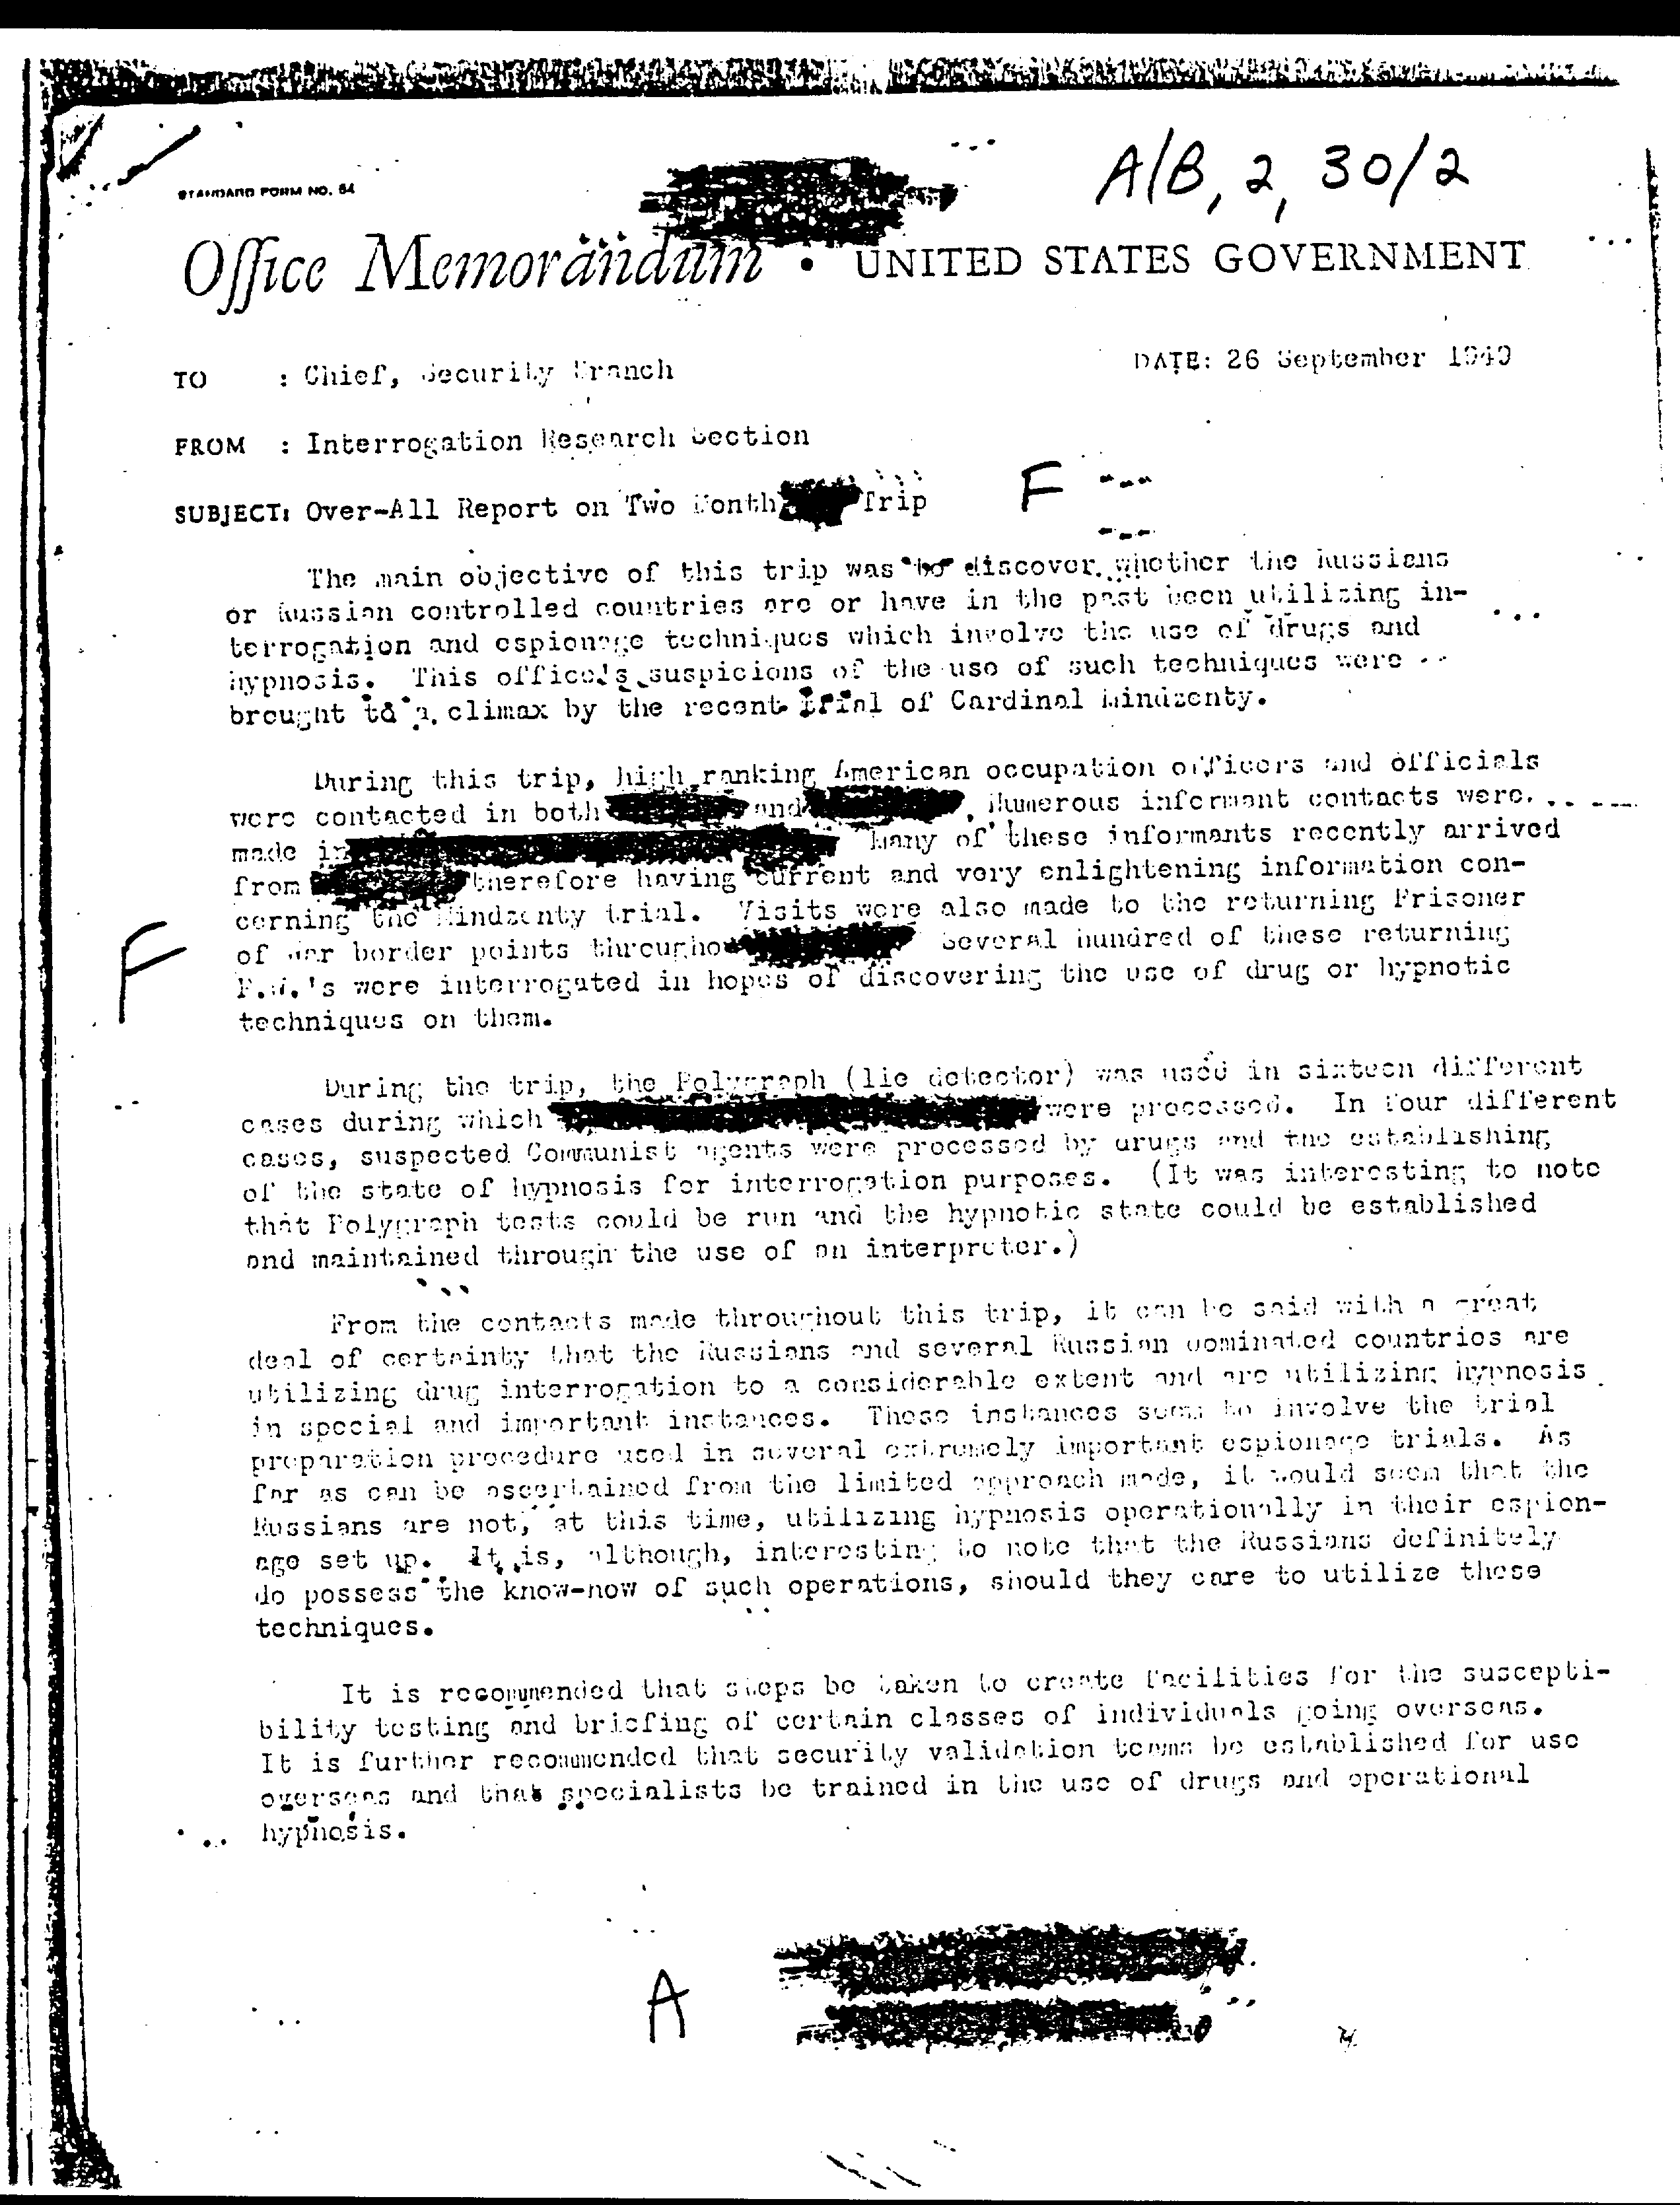 A/B, 2, 30/2
STANDARD FORM NO. 64
Office Memorandum • UNITED STATES GOVERNMENT
TO : Chief, Security Branch
DATE: 26 September 1949
FROM : Interrogation Research Section
SUBJECT: Over-All Report on Two Month Trip
F
The main objective of this trip was to discover whether the Russians
or Russian controlled countries are or have in the past been utilizing in-
terrogation and espionage techniques which involve the use of drugs and
hypnosis. This office's suspicions of the use of such techniques were
brought to a climax by the recent trial of Cardinal Mindzenty.
During this trip, high ranking American occupation officers and officials
were contacted in both and . Numerous informant contacts were
made in Many of these informants recently arrived
from therefore having current and very enlightening information con-
cerning the Mindzenty trial. Visits were also made to the returning Prisoner
of War border points througho Several hundred of these returning
F
P.W.'s were interrogated in hopes of discovering the use of drug or hypnotic
techniques on them.
During the trip, the Polygraph (lie detector) was used in sixteen different
cases during which were processed. In four different
cases, suspected Communist agents were processed by drugs and the establishing
of the state of hypnosis for interrogation purposes. (It was interesting to note
that Polygraph tests could be run and the hypnotic state could be established
and maintained through the use of an interpreter.)
From the contacts made throughout this trip, it can be said with a great
deal of certainty that the Russians and several Russian dominated countries are
utilizing drug interrogation to a considerable extent and are utilizing hypnosis
in special and important instances. These instances seem to involve the trial
preparation procedure used in several extremely important espionage trials. As
far as can be ascertained from the limited approach made, it would seem that the
Russians are not, at this time, utilizing hypnosis operationally in their espion-
age set up. It is, although, interesting to note that the Russians definitely
do possess the know-how of such operations, should they care to utilize these
techniques.
It is recommended that steps be taken to create facilities for the suscepti-
bility testing and briefing of certain classes of individuals going overseas.
It is further recommended that security validation teams be established for use
overseas and that specialists be trained in the use of drugs and operational
hypnosis.
A